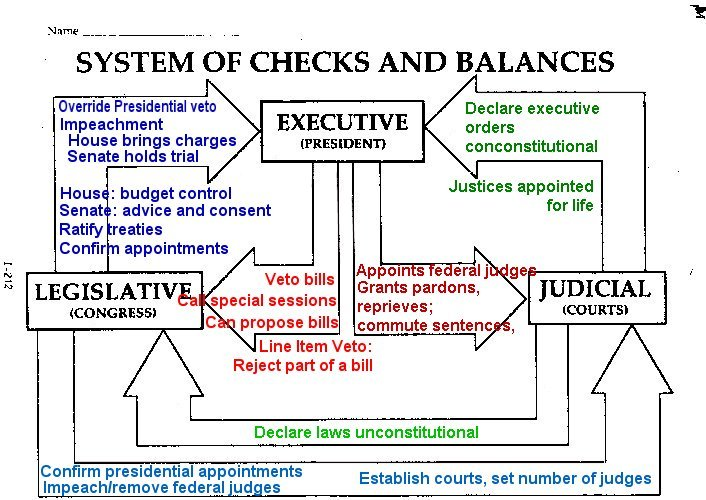 Name
SYSTEM OF CHECKS AND BALANCES
Override Presidential veto
Impeachment
House brings charges
Senate holds trial
House: budget control
Senate: advice and consent
Ratify treaties
Confirm appointments
EXECUTIVE
(PRESIDENT)
Declare executive
orders
conconstitutional
Justices appointed
for life
1-212
LEGISLATIVE
(CONGRESS)
Veto bills
Call special sessions
Can propose bills
Line Item Veto:
Reject part of a bill
Appoints federal judges
Grants pardons,
reprieves;
commute sentences,
JUDICIAL
(COURTS)
Declare laws unconstitutional
Confirm presidential appointments
Impeach/remove federal judges
Establish courts, set number of judges